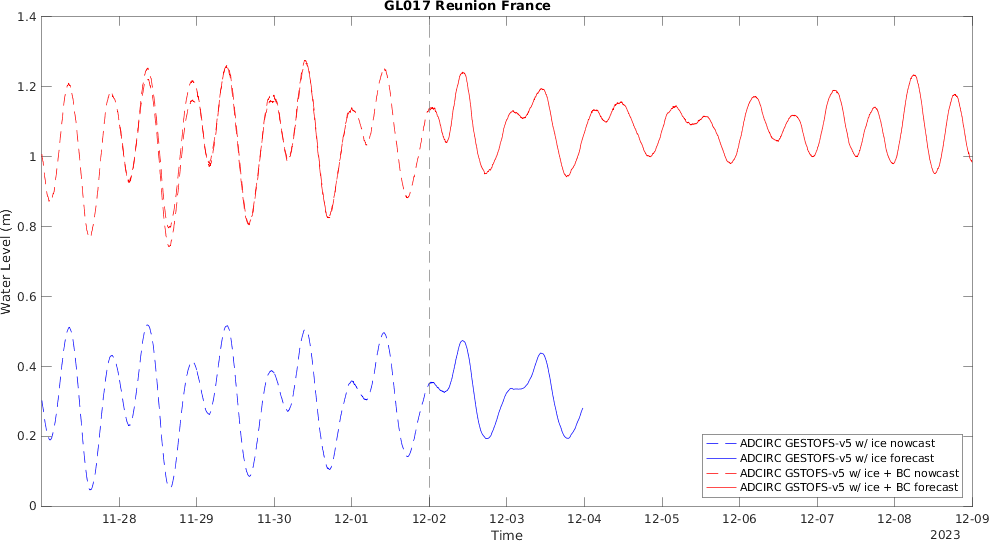 GL017 Reunion France
1.4
1.2
1
0.8
0.6
0.4
0.2
0
Water Level (m)
ADCIRC GESTOFS-v5 w/ ice nowcast
ADCIRC GESTOFS-v5 w/ ice forecast
ADCIRC GSTOFS-v5 w/ ice + BC nowcast
ADCIRC GSTOFS-v5 w/ ice + BC forecast
11-28 11-29 11-30 12-01 12-02 12-03 12-04 12-05 12-06 12-07 12-08 12-09
Time
2023